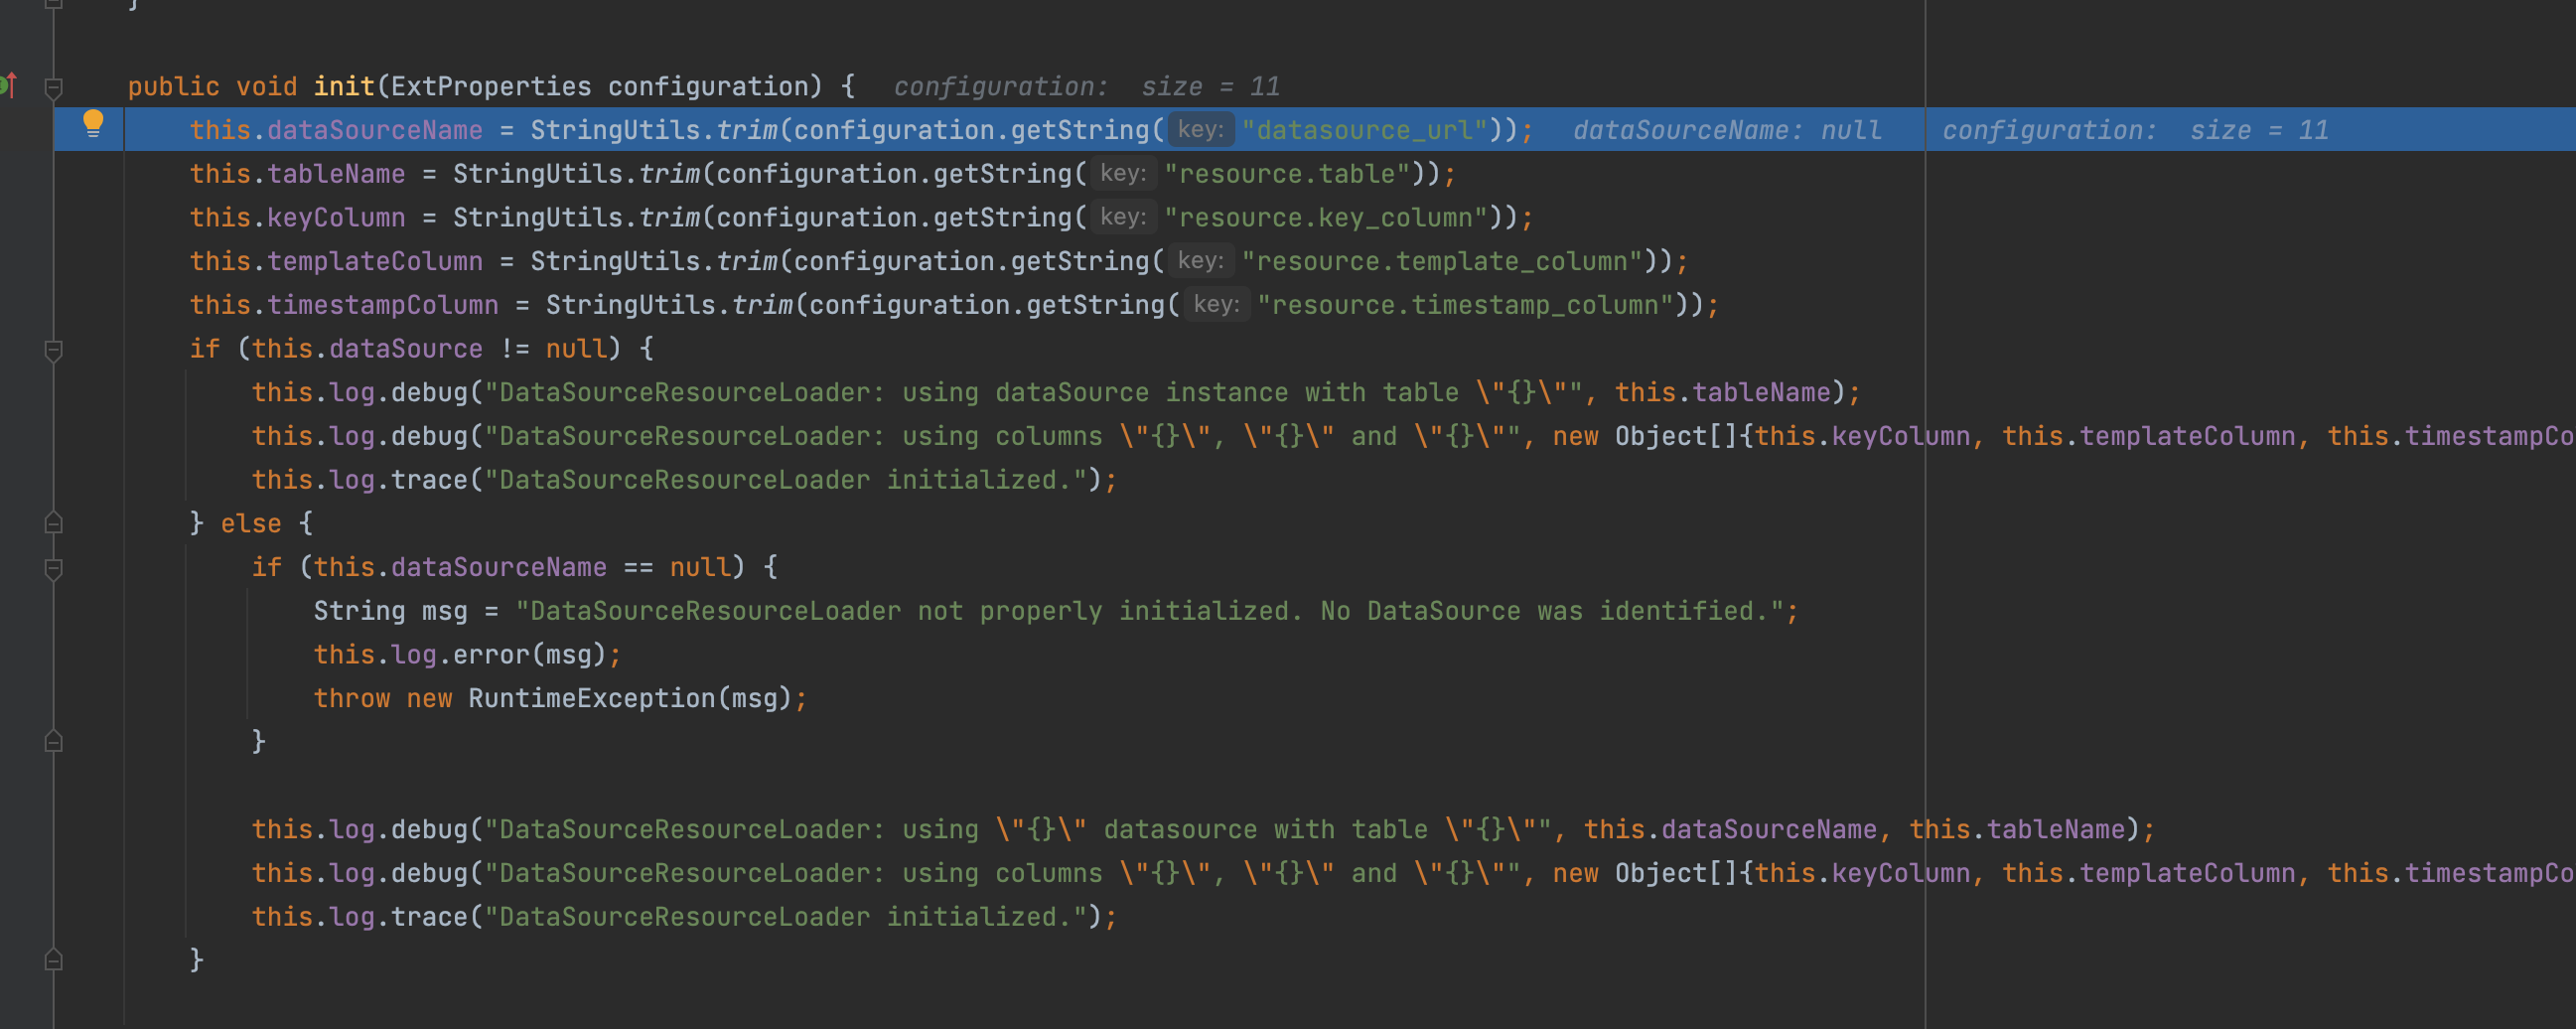 }
public void init(ExtProperties configuration) { configuration: size = 11
this.dataSourceName = StringUtils.trim(configuration.getString( key: "datasource_url")); dataSourceName: null configuration: size = 11
this.tableName = StringUtils.trim(configuration.getString( key: "resource.table"));
this.keyColumn = StringUtils.trim(configuration.getString( key: "resource.key_column"));
this.templateColumn = StringUtils.trim(configuration.getString( key: "resource.template_column"));
this.timestampColumn = StringUtils.trim(configuration.getString( key: "resource.timestamp_column"));
if (this.dataSource != null) {
this.log.debug("DataSourceResourceLoader: using dataSource instance with table \"{}\"", this.tableName);
this.log.debug("DataSourceResourceLoader: using columns \"{}\", \"{}\" and \"{}\"", new Object[]{this.keyColumn, this.templateColumn, this.timestampCo
this.log.trace("DataSourceResourceLoader initialized.");
} else {
if (this.dataSourceName == null) {
String msg = "DataSourceResourceLoader not properly initialized. No DataSource was identified.";
this.log.error(msg);
throw new RuntimeException(msg);
}
this.log.debug("DataSourceResourceLoader: using \"{}\" datasource with table \"{}\"", this.dataSourceName, this.tableName);
this.log.debug("DataSourceResourceLoader: using columns \"{}\", \"{}\" and \"{}\"", new Object[]{this.keyColumn, this.templateColumn, this.timestampCo
this.log.trace("DataSourceResourceLoader initialized.");
}